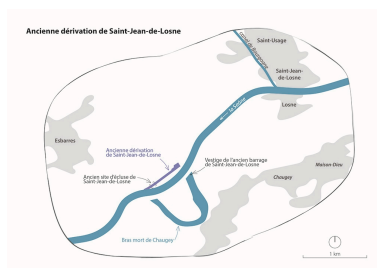 Ancienne dérivation de Saint-Jean-de-Losne
canal de Bourgogne
Saint-Usage
Saint-Jean-
de-Losne
Losne
la Saône
Esbarres
Ancienne dérivation
de Saint-Jean-de-Losne
Ancien site d'écluse de
Saint-Jean-de-Losne
Vestige de l'ancien barrage
de Saint-Jean-de-Losne
Maison-Dieu
Chaugey
Bras mort de Chaugey
1 km